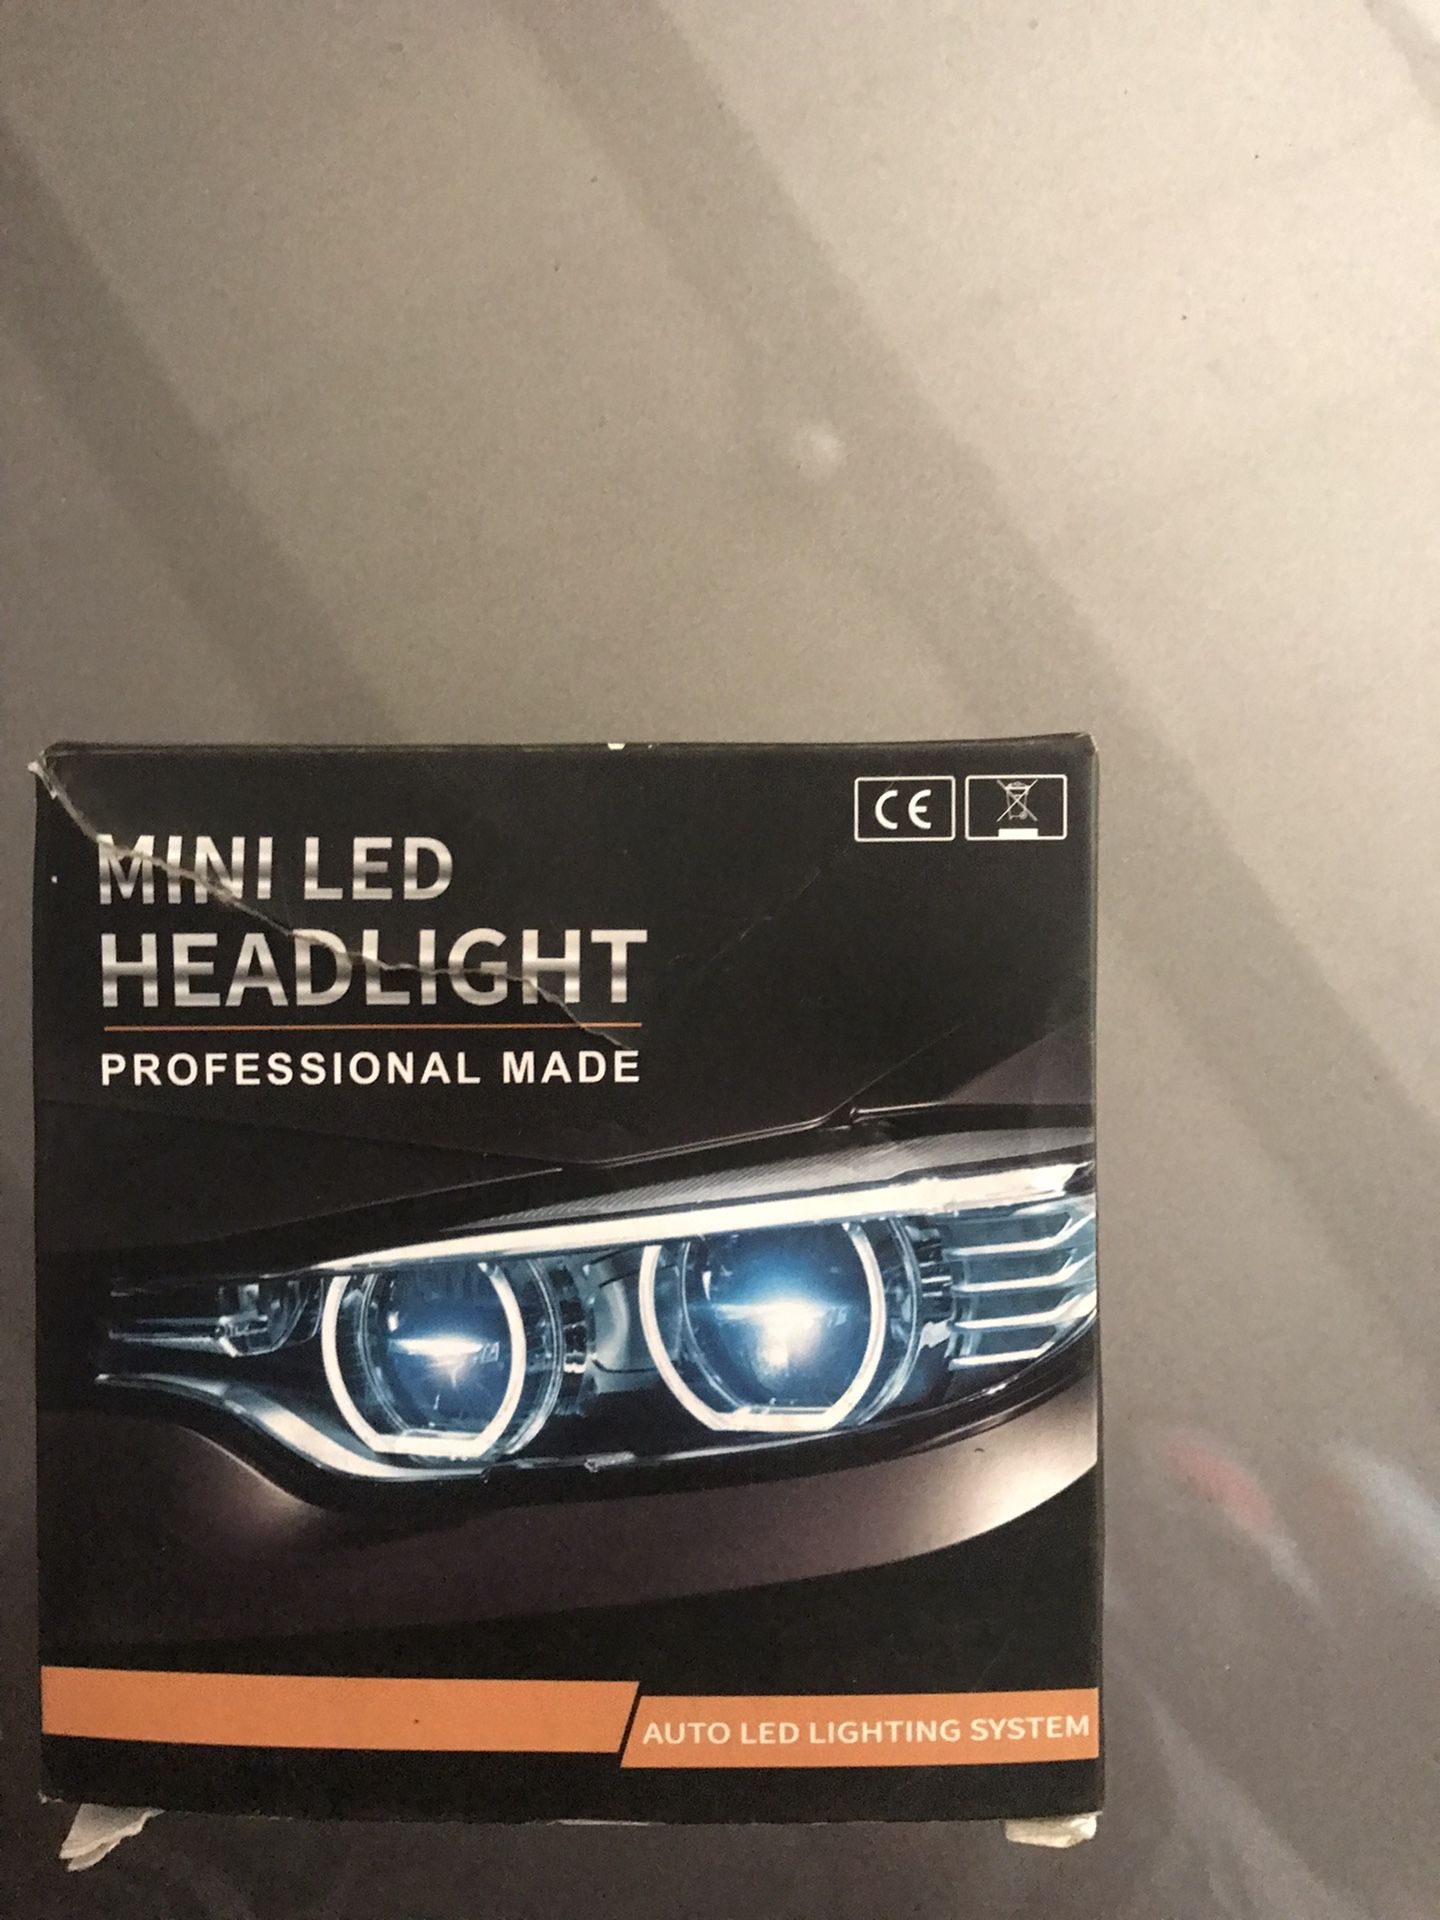 CE
MINI LED
HEADLIGHT
PROFESSIONAL MADE
AUTO LED LIGHTING SYSTEM